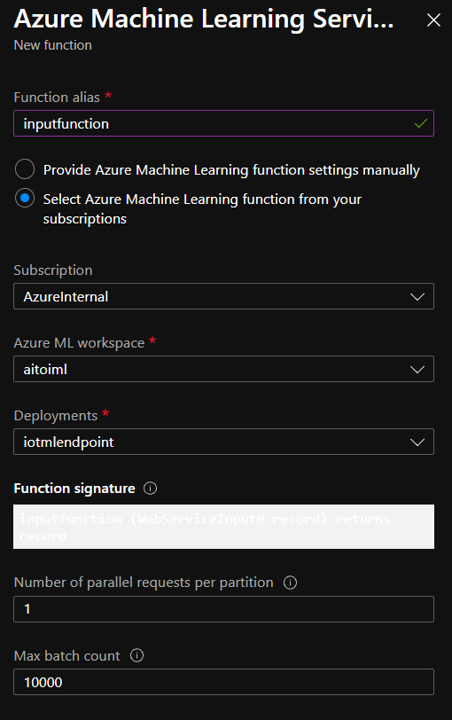 Azure Machine Learning Servi...
New function
Function alias *
inputfunction
Provide Azure Machine Learning function settings manually
Select Azure Machine Learning function from your
subscriptions
Subscription
AzureInternal
Azure ML workspace *
aitoiml
Deployments *
iotmlendpoint
Function signature
inputfunction (WebServiceInput0 record) returns
record
Number of parallel requests per partition
1
Max batch count
10000